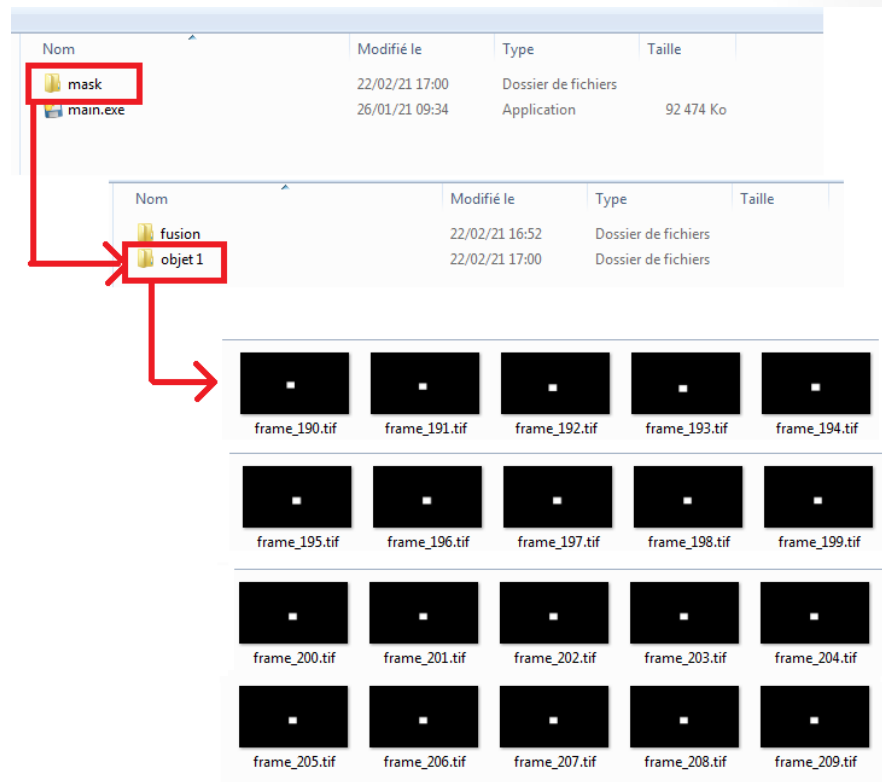 Nom Modifié le Type Taille
mask 22/02/21 17:00 Dossier de fichiers
main.exe 26/01/21 09:34 Application 92 474 Ko
Nom Modifié le Type Taille
fusion 22/02/21 16:52 Dossier de fichiers
objet 1 22/02/21 17:00 Dossier de fichiers
frame_190.tif frame_191.tif frame_192.tif frame_193.tif frame_194.tif
frame_195.tif frame_196.tif frame_197.tif frame_198.tif frame_199.tif
frame_200.tif frame_201.tif frame_202.tif frame_203.tif frame_204.tif
frame_205.tif frame_206.tif frame_207.tif frame_208.tif frame_209.tif